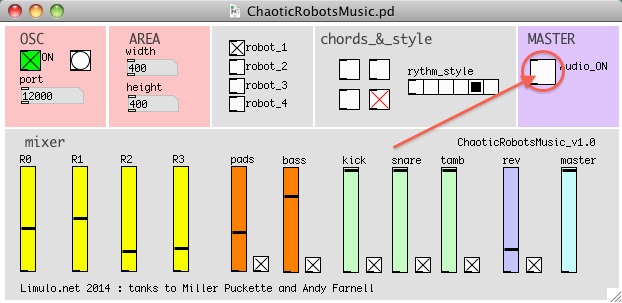 ChaoticRobotsMusic.pd
OSC
ON
port
12000
AREA
width
400
height
400
robot_1
robot_2
robot_3
robot_4
chords_&_style
rythm_style
MASTER
Audio_ON
mixer
ChaoticRobotsMusic_v1.0
R0 R1 R2 R3 pads bass kick snare tamb rev master
Limulo.net 2014 : tanks to Miller Puckette and Andy Farnell